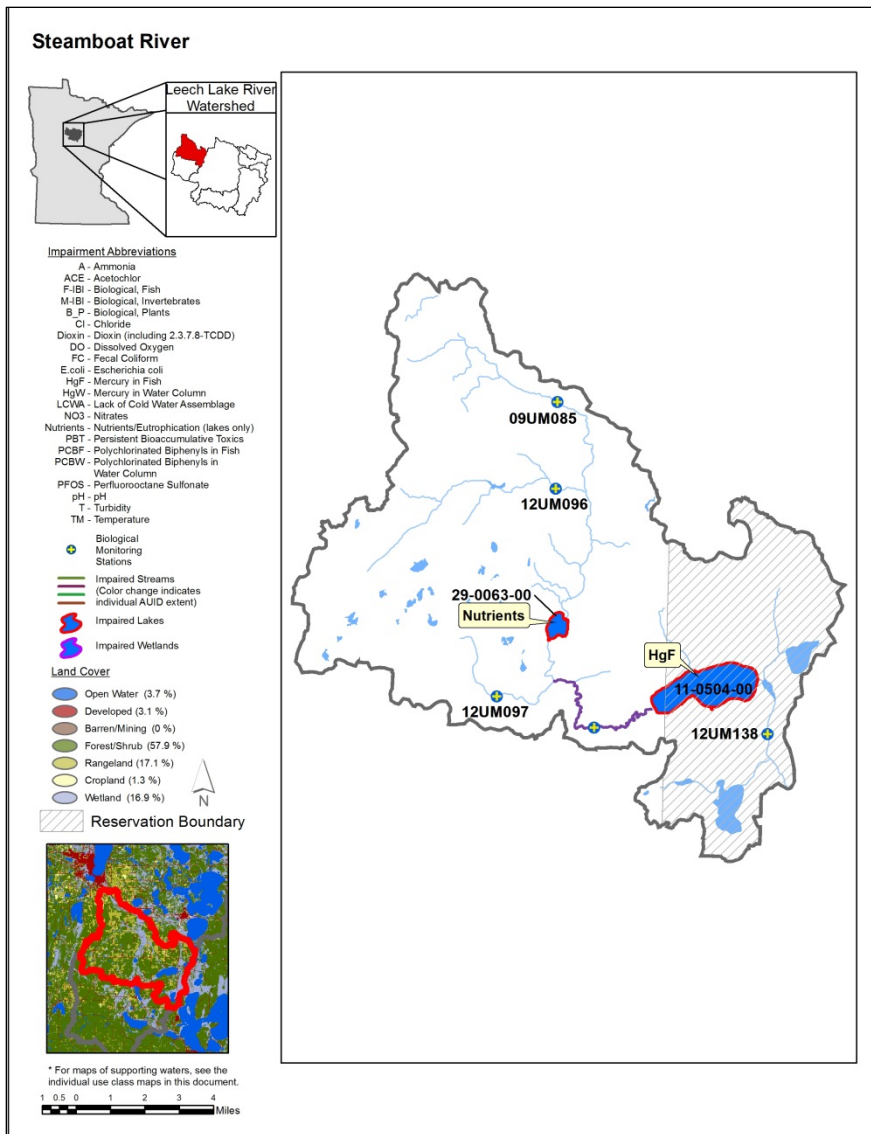 Steamboat River
Leech Lake River
Watershed
Impairment Abbreviations
A - Ammonia
ACE - Acetochlor
F-IBI - Biological, Fish
M-IBI - Biological, Invertebrates
B_P - Biological, Plants
Cl - Chloride
Dioxin - Dioxin (including 2.3.7.8-TCDD)
DO - Dissolved Oxygen
FC - Fecal Coliform
E.coli - Escherichia coli
HgF - Mercury in Fish
HgW - Mercury in Water Column
LCWA - Lack of Cold Water Assemblage
NO3 - Nitrates
Nutrients - Nutrients/Eutrophication (lakes only)
PBT - Persistent Bioaccumulative Toxics
PCBF - Polychlorinated Biphenyls in Fish
PCBW - Polychlorinated Biphenyls in
Water Column
PFOS - Perfluorooctane Sulfonate
pH - pH
T - Turbidity
TM - Temperature
Biological
Monitoring
Stations
Impaired Streams
(Color change indicates
individual AUID extent)
Impaired Lakes
Impaired Wetlands
Land Cover
Open Water (3.7 %)
Developed (3.1 %)
Barren/Mining (0 %)
Forest/Shrub (57.9 %)
Rangeland (17.1 %)
Cropland (1.3 %)
Wetland (16.9 %)
N
Reservation Boundary
* For maps of supporting waters, see the
individual use class maps in this document.
1 0.5 0 1 2 3 4
Miles
09UM085
12UM096
29-0063-00
Nutrients
HgF
11-0504-00
12UM097
12UM138